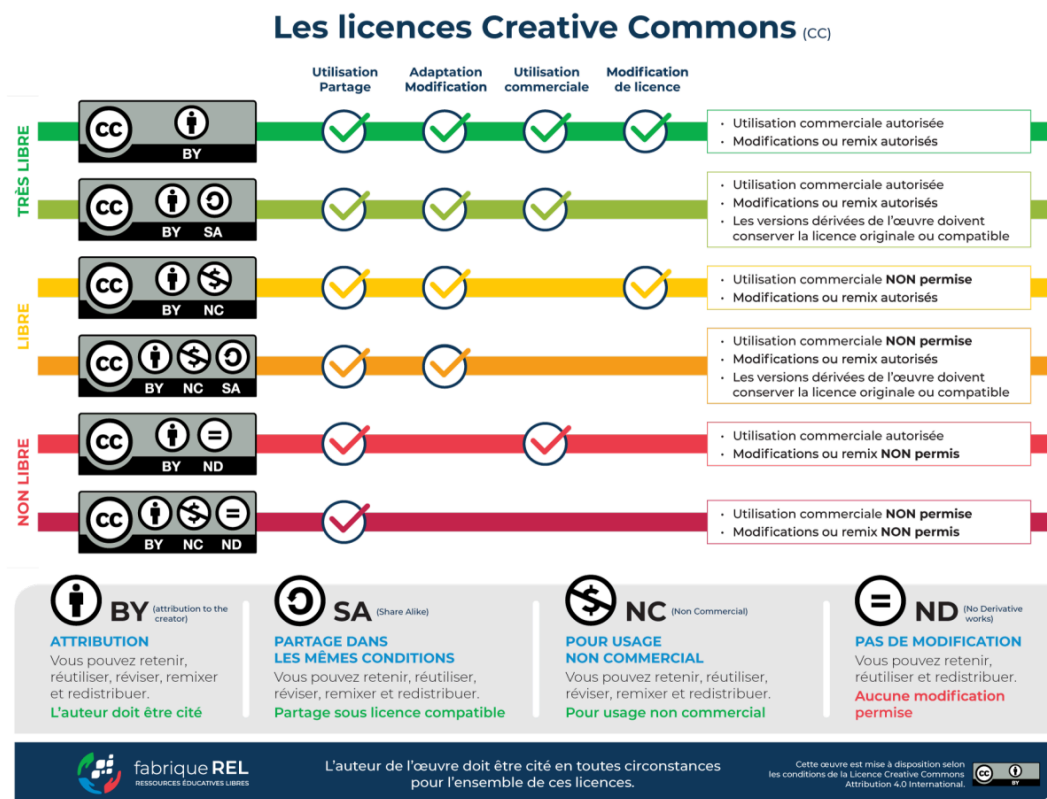 Les licences Creative Commons (CC)
Utilisation
Partage
Adaptation
Modification
Utilisation
commerciale
Modification
de licence
TRÈS LIBRE
CC
BY
• Utilisation commerciale autorisée
• Modifications ou remix autorisés
CC
BY SA
• Utilisation commerciale autorisée
• Modifications ou remix autorisés
• Les versions dérivées de l'œuvre doivent
conserver la licence originale ou compatible
LIBRE
CC
BY NC
• Utilisation commerciale NON permise
• Modifications ou remix autorisés
CC
BY NC SA
• Utilisation commerciale NON permise
• Modifications ou remix autorisés
• Les versions dérivées de l'œuvre doivent
conserver la licence originale ou compatible
NON LIBRE
CC
BY ND
• Utilisation commerciale autorisée
• Modifications ou remix NON permis
CC
BY NC ND
• Utilisation commerciale NON permise
• Modifications ou remix NON permis
BY (attribution to the
creator)
ATTRIBUTION
Vous pouvez retenir,
réutiliser, réviser, remixer
et redistribuer.
L'auteur doit être cité
SA (Share Alike)
PARTAGE DANS
LES MÊMES CONDITIONS
Vous pouvez retenir, réutiliser,
réviser, remixer et redistribuer.
Partage sous licence compatible
NC (Non Commercial)
POUR USAGE
NON COMMERCIAL
Vous pouvez retenir, réutiliser,
réviser, remixer et redistribuer.
Pour usage non commercial
ND (No Derivative
works)
PAS DE MODIFICATION
Vous pouvez retenir,
réutiliser et redistribuer.
Aucune modification
permise
fabrique REL
RESSOURCES ÉDUCATIVES LIBRES
L'auteur de l'œuvre doit être cité en toutes circonstances
pour l'ensemble de ces licences.
Cette œuvre est mise à disposition selon
les conditions de la Licence Creative Commons
Attribution 4.0 International.
CC
BY